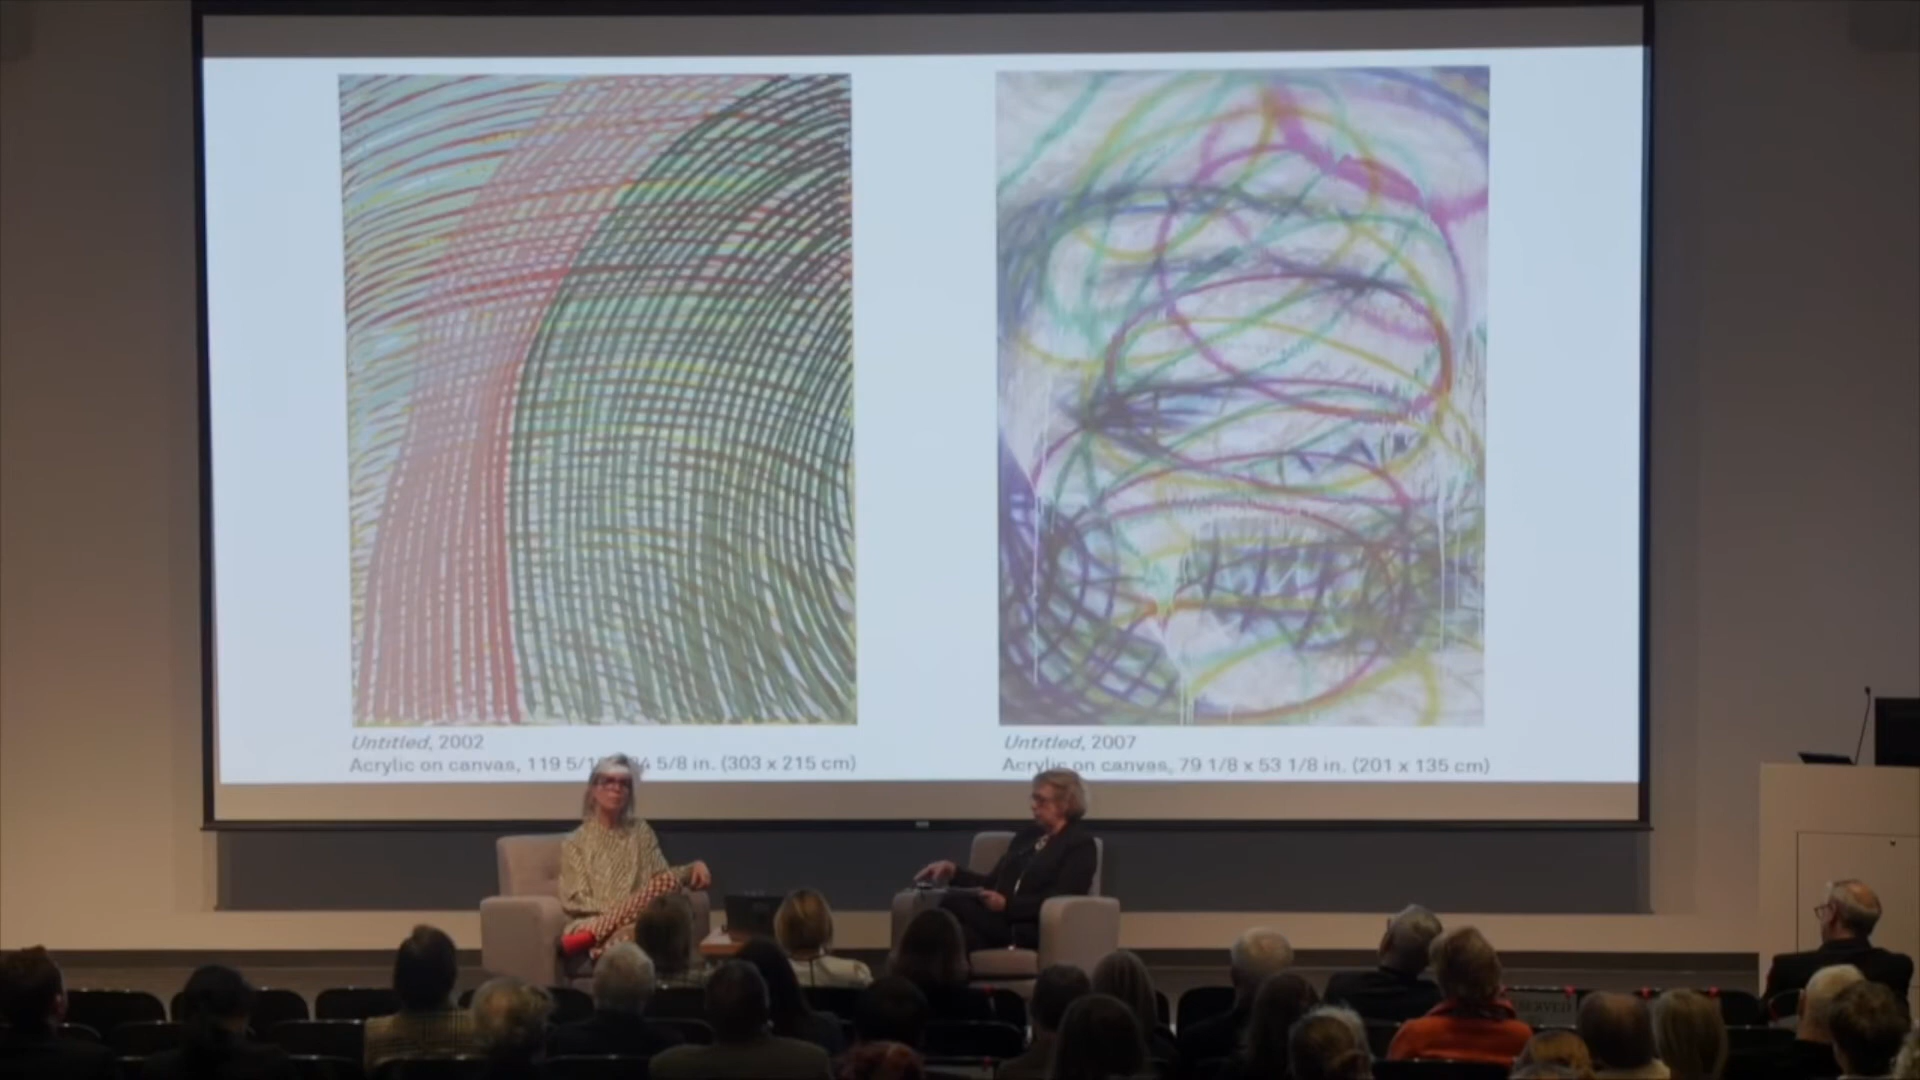 Untitled, 2002
Acrylic on canvas, 119 5/ 5/8 in. (303 x 215 cm)
Untitled, 2007
Acrylic on canvas, 79 1/8 x 53 1/8 in. (201 x 135 cm)